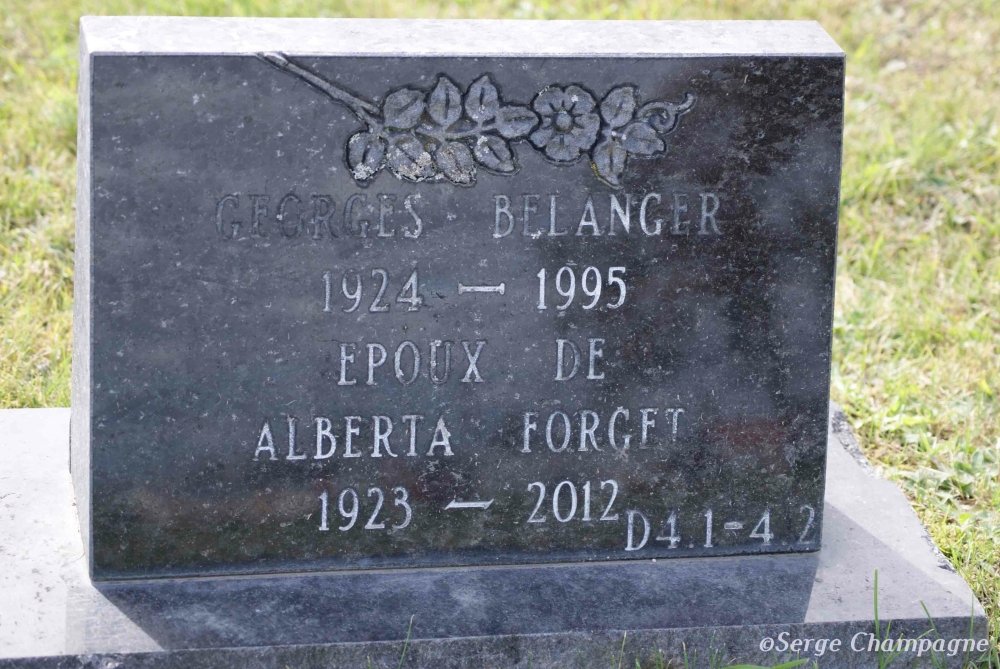 GEORGES BELANGER
1924 — 1995
EPOUX DE
ALBERTA FORGET
1923 — 2012
D4.1-4.2
©Serge Champagne